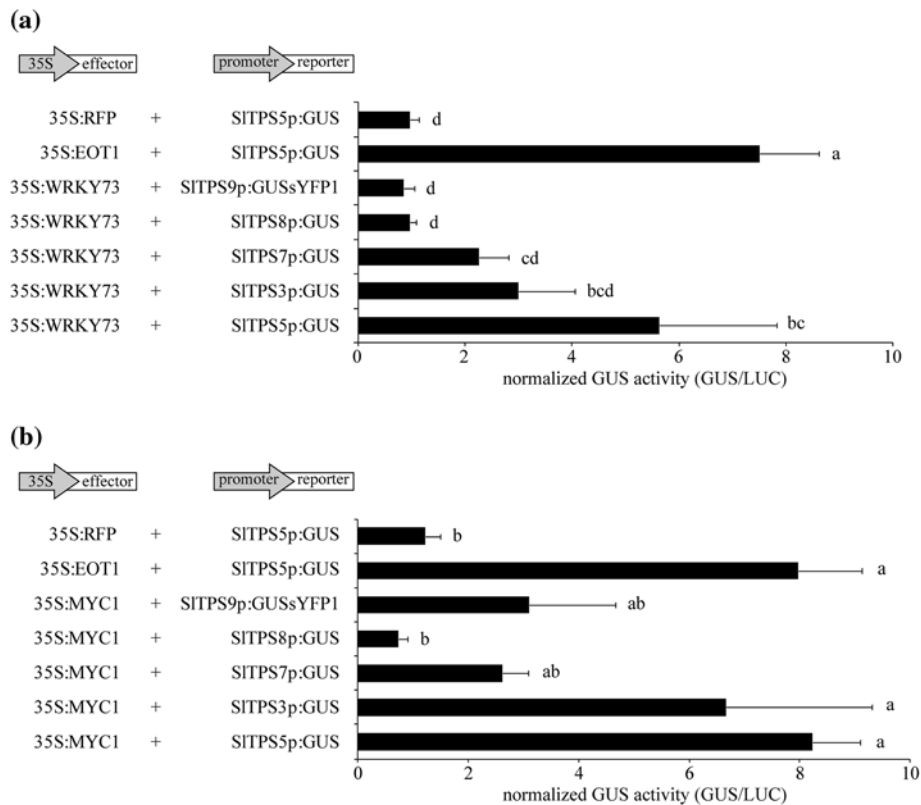 (a)
35S effector promoter reporter
35S:RFP + SlTPS5p:GUS d
35S:EOT1 + SlTPS5p:GUS a
35S:WRKY73 + SlTPS9p:GUSsYFP1 d
35S:WRKY73 + SlTPS8p:GUS d
35S:WRKY73 + SlTPS7p:GUS cd
35S:WRKY73 + SlTPS3p:GUS bcd
35S:WRKY73 + SlTPS5p:GUS bc
0 2 4 6 8 10
normalized GUS activity (GUS/LUC)
(b)
35S effector promoter reporter
35S:RFP + SlTPS5p:GUS b
35S:EOT1 + SlTPS5p:GUS a
35S:MYC1 + SlTPS9p:GUSsYFP1 ab
35S:MYC1 + SlTPS8p:GUS b
35S:MYC1 + SlTPS7p:GUS ab
35S:MYC1 + SlTPS3p:GUS a
35S:MYC1 + SlTPS5p:GUS a
0 2 4 6 8 10
normalized GUS activity (GUS/LUC)